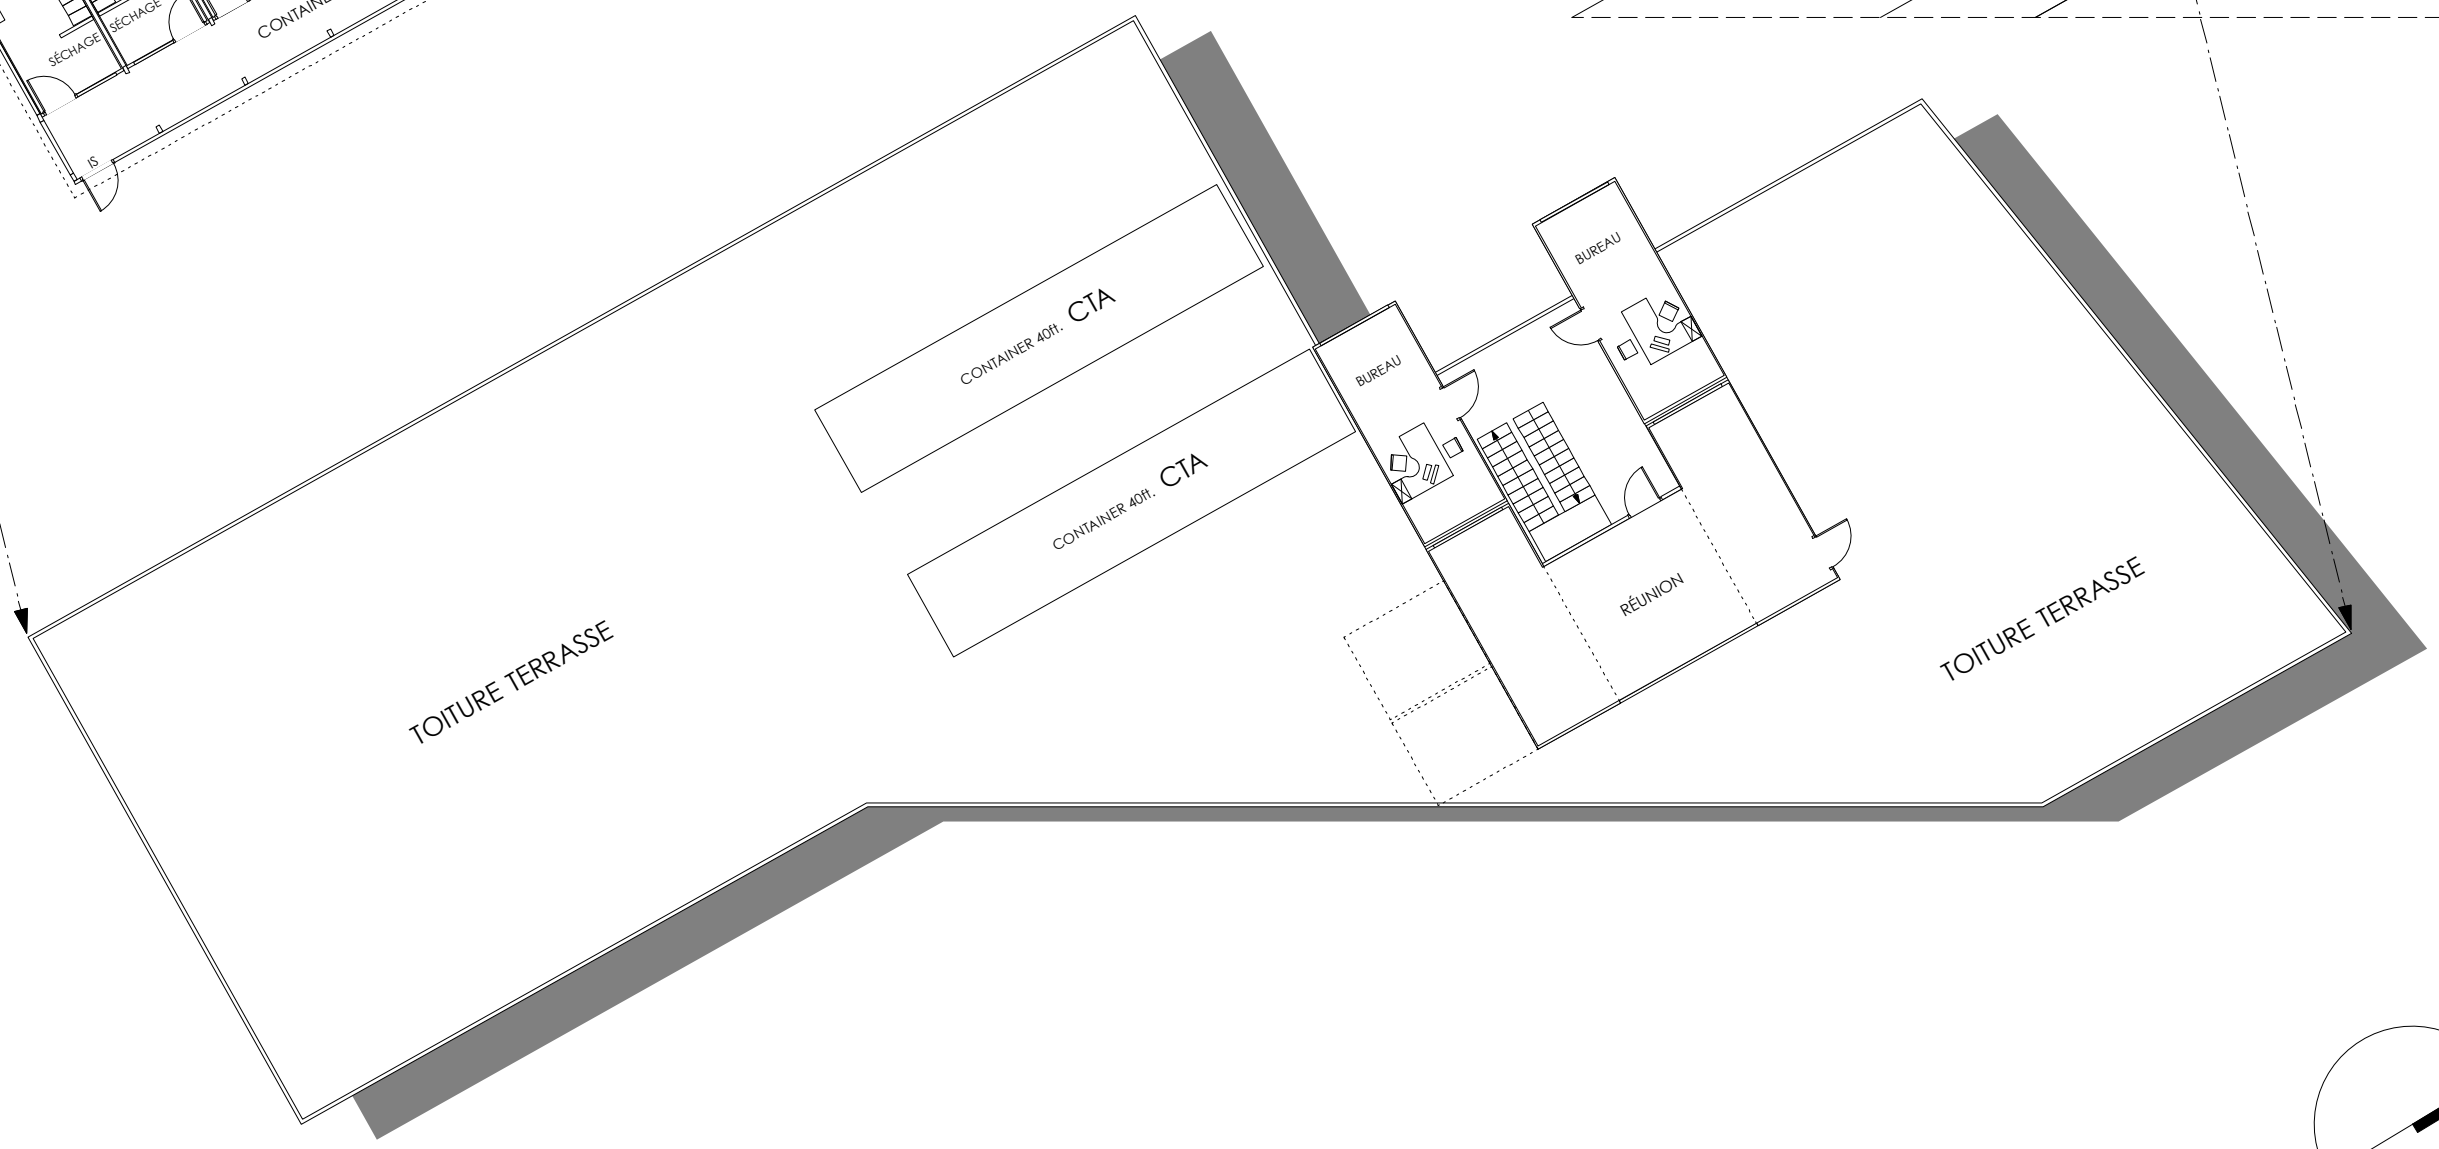 SÉCHAGE
SÉCHAGE
IS
BUREAU
CONTAINER 40ft. CTA
BUREAU
CONTAINER 40ft. CTA
RÉUNION
TOITURE TERRASSE
TOITURE TERRASSE